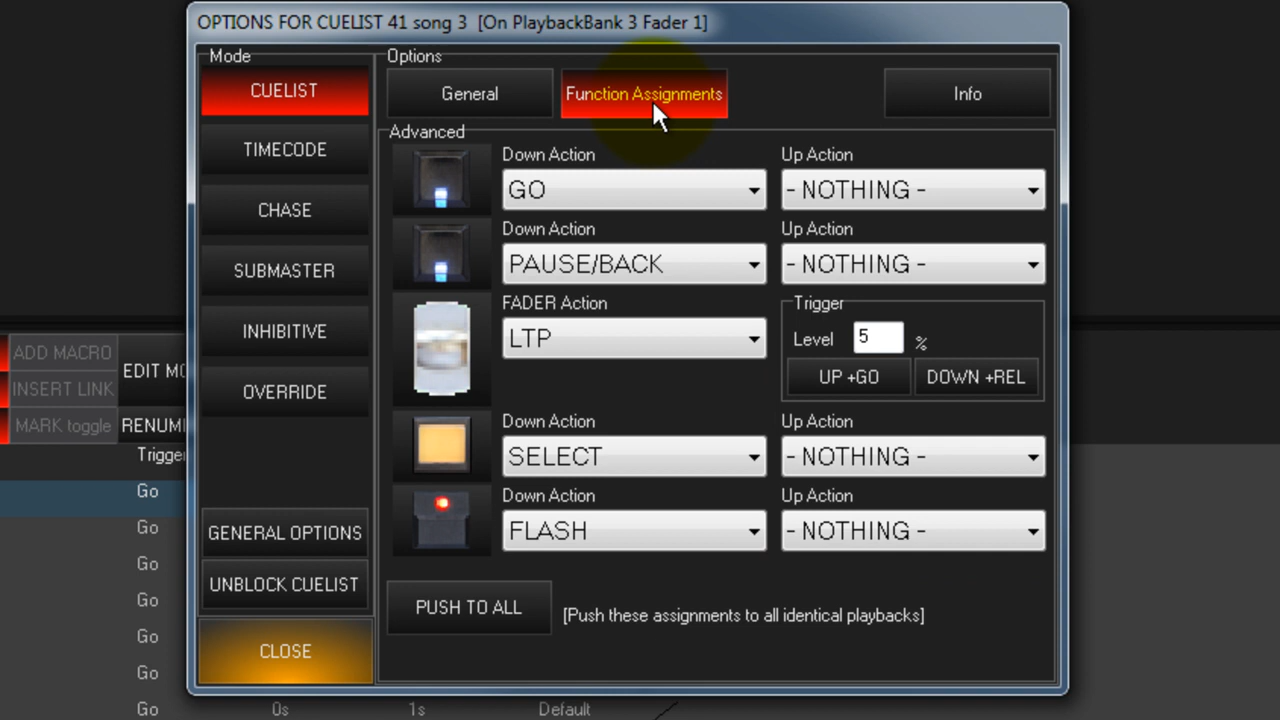 OPTIONS FOR CUELIST 41 song 3 [On PlaybackBank 3 Fader 1]
Mode
CUELIST
TIMECODE
CHASE
SUBMASTER
INHIBITIVE
OVERRIDE
GENERAL OPTIONS
UNBLOCK CUELIST
CLOSE
Options
General
Function Assignments
Info
Advanced
Down Action
Up Action
GO
- NOTHING -
Down Action
Up Action
PAUSE/BACK
- NOTHING -
FADER Action
LTP
Trigger
Level 5 %
UP +GO
DOWN +REL
Down Action
Up Action
SELECT
- NOTHING -
Down Action
Up Action
FLASH
- NOTHING -
PUSH TO ALL
[Push these assignments to all identical playbacks]
ADD MACRO
INSERT LINK
MARK toggle
EDIT MO
RENUM
Trigger
Go
Go
Go
Go
Go
Go
Go 0s 1s Default